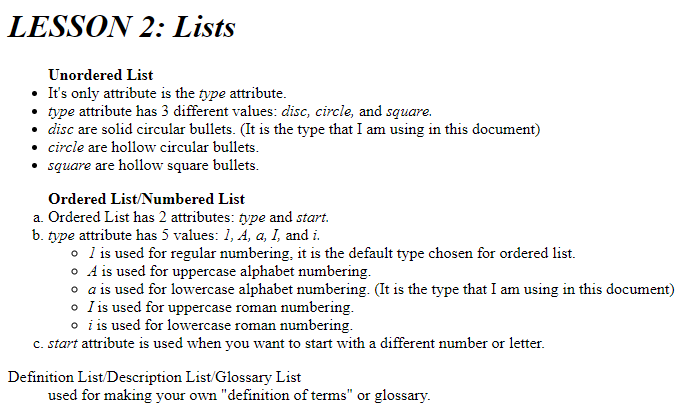 LESSON 2: Lists
Unordered List
• It's only attribute is the type attribute.
• type attribute has 3 different values: disc, circle, and square.
• disc are solid circular bullets. (It is the type that I am using in this document)
• circle are hollow circular bullets.
• square are hollow square bullets.
Ordered List/Numbered List
a. Ordered List has 2 attributes: type and start.
b. type attribute has 5 values: 1, A, a, I, and i.
◦ 1 is used for regular numbering, it is the default type chosen for ordered list.
◦ A is used for uppercase alphabet numbering.
◦ a is used for lowercase alphabet numbering. (It is the type that I am using in this document)
◦ I is used for uppercase roman numbering.
◦ i is used for lowercase roman numbering.
c. start attribute is used when you want to start with a different number or letter.
Definition List/Description List/Glossary List
used for making your own "definition of terms" or glossary.